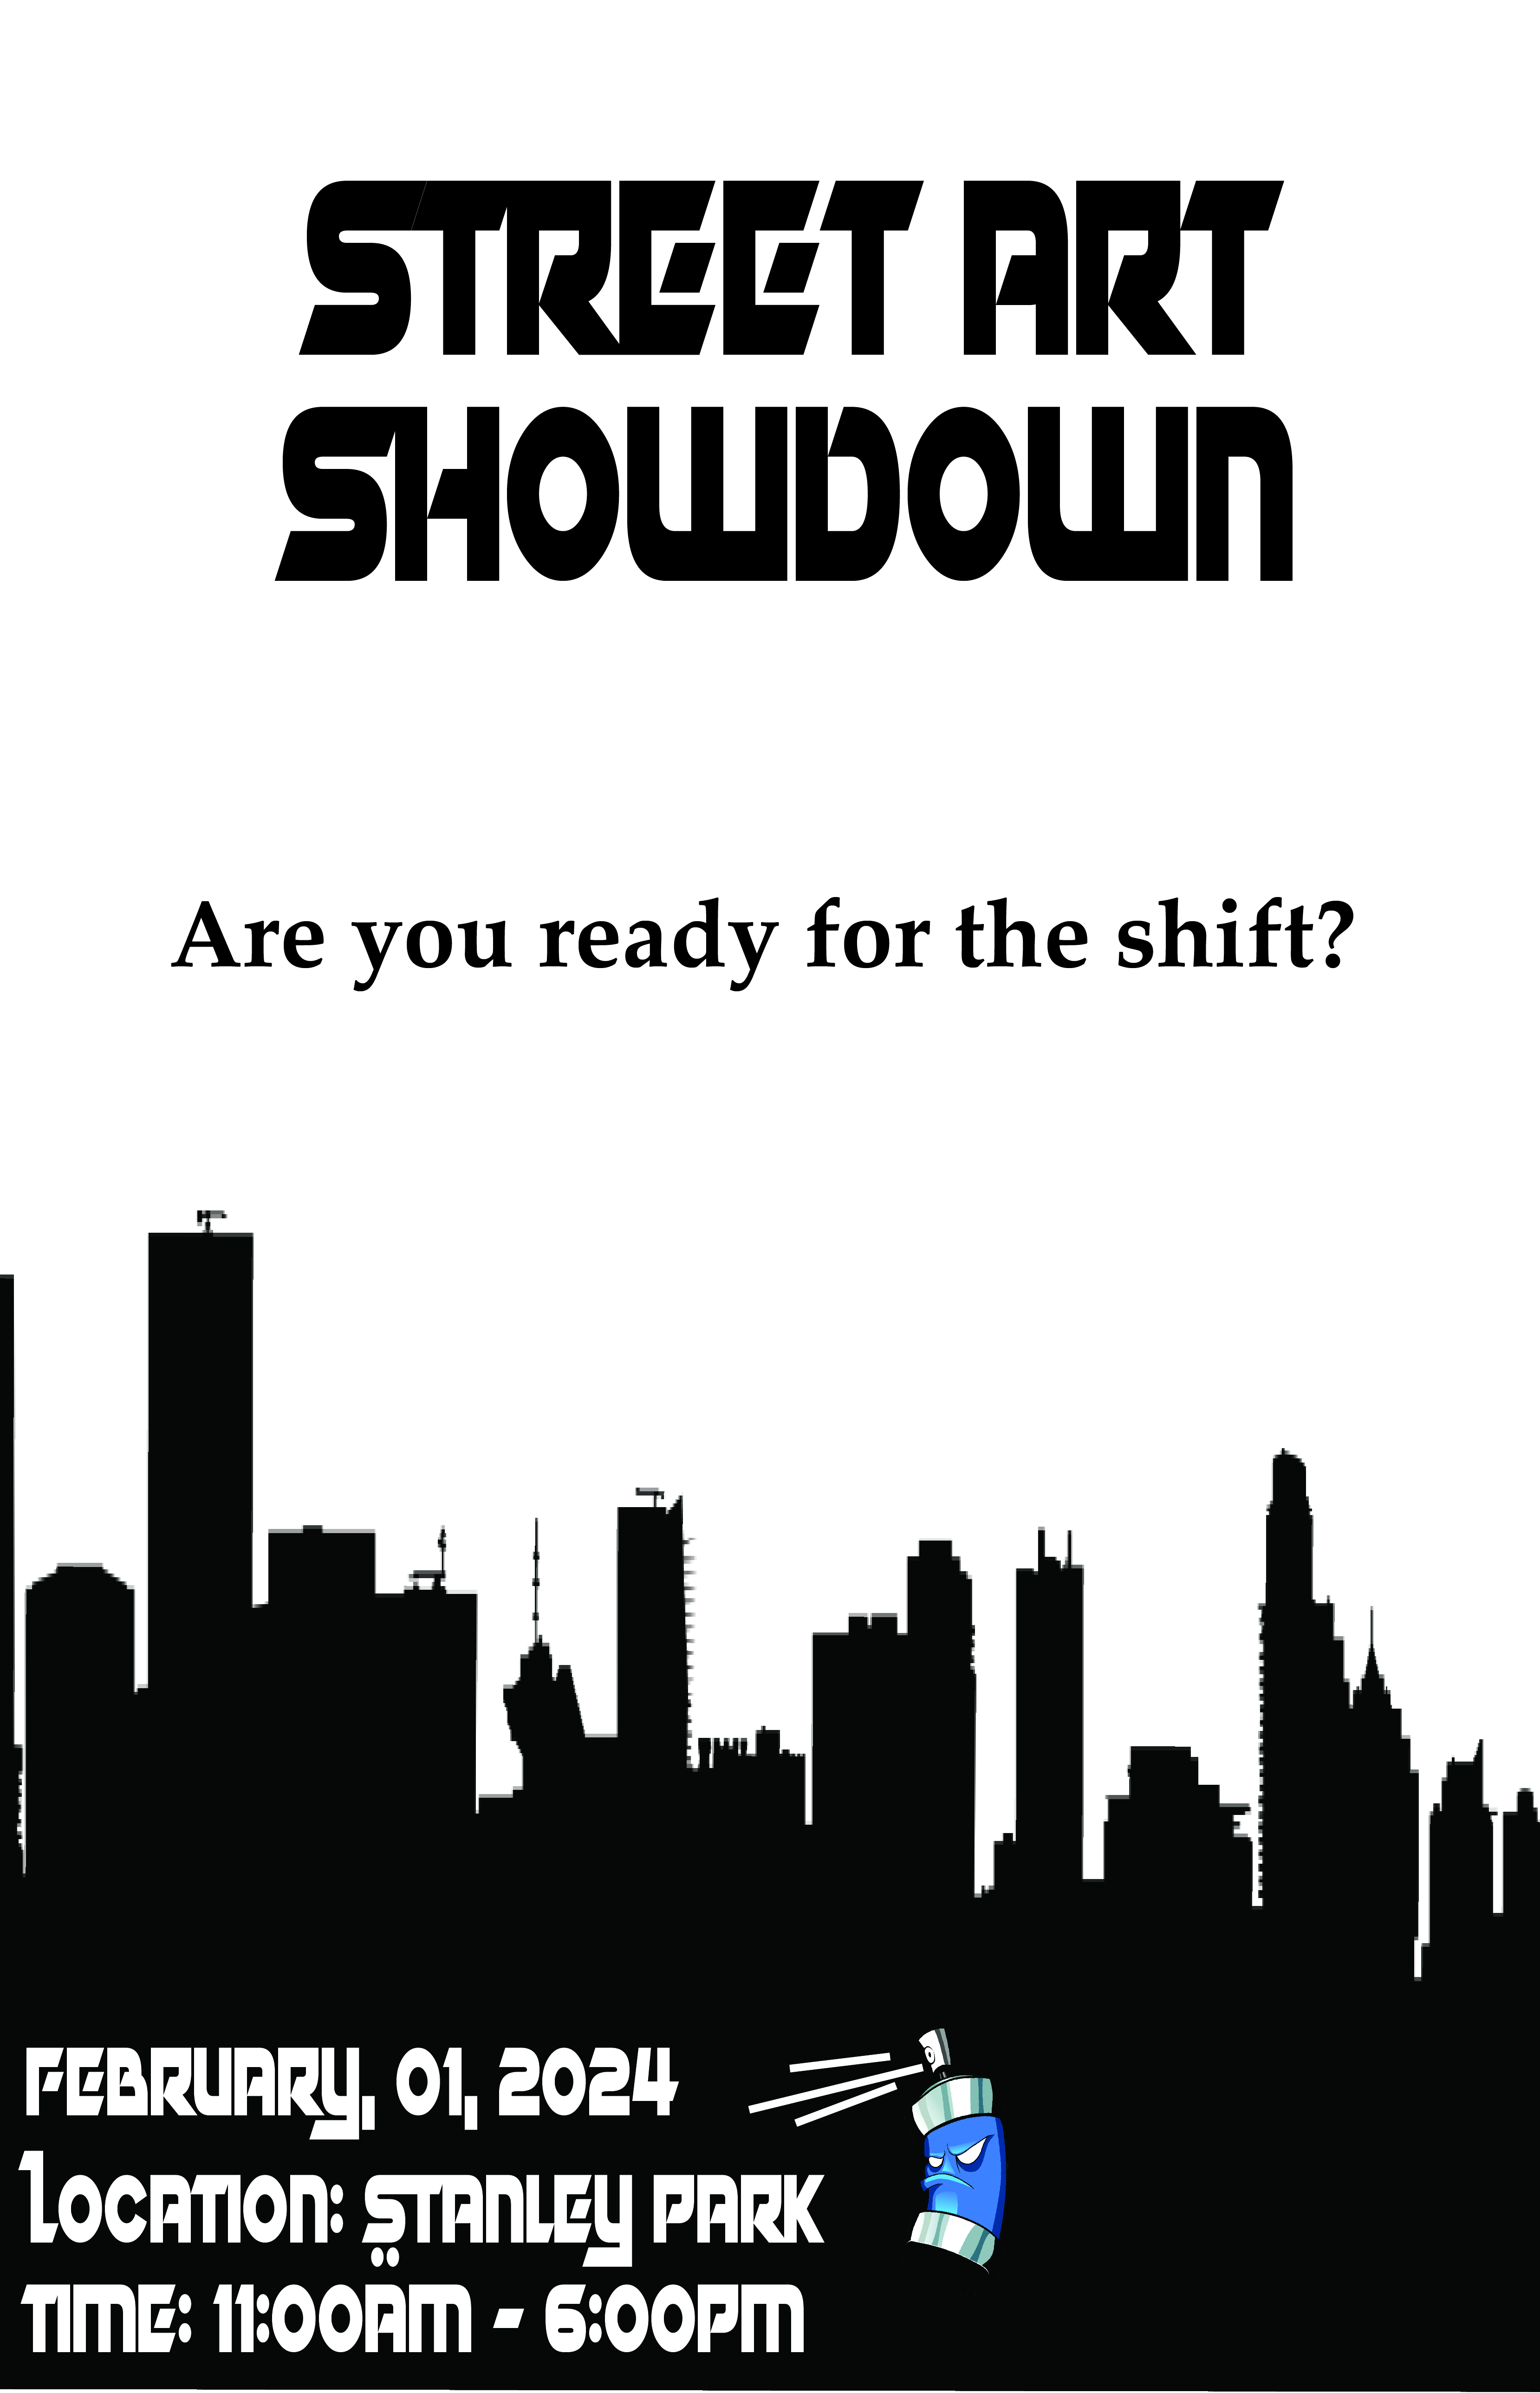 STREET ART
SHOWDOWN
Are you ready for the shift?
FEBRUARY, 01, 2024
LOCATION: STANLEY PARK
TIME: 11:00ÄM - 6:00PM